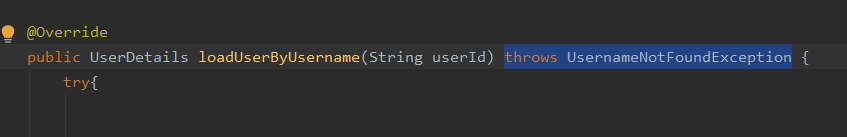 @Override
public UserDetails loadUserByUsername(String userId) throws UsernameNotFoundException {
try{